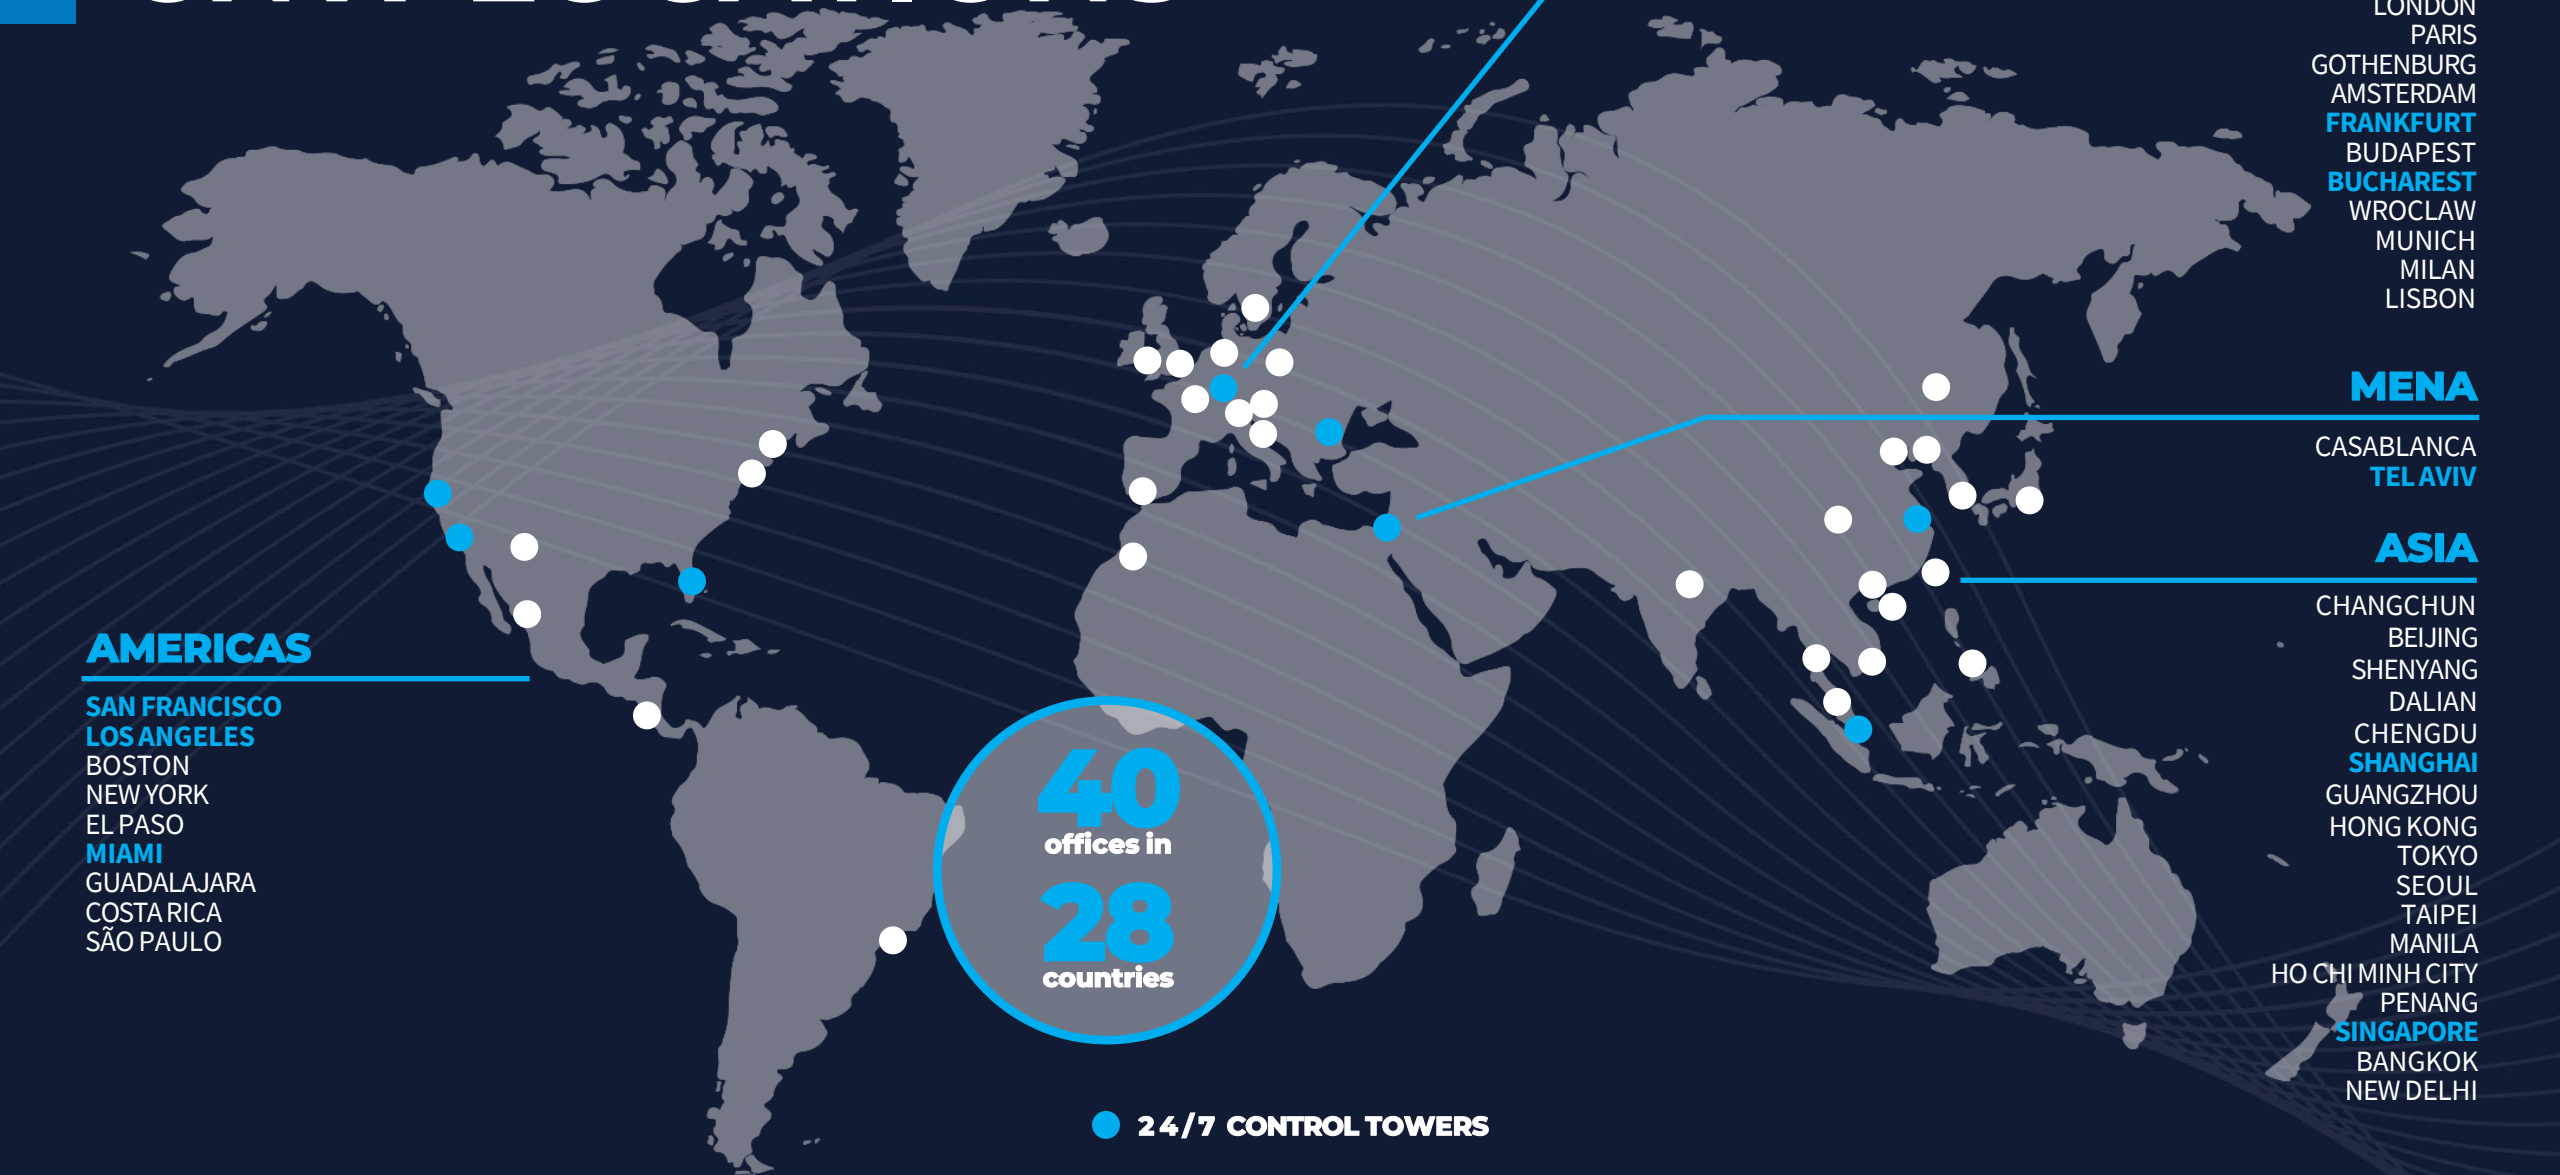 LONDON
PARIS
GOTHENBURG
AMSTERDAM
FRANKFURT
BUDAPEST
BUCHAREST
WROCLAW
MUNICH
MILAN
LISBON
MENA
CASABLANCA
TEL AVIV
ASIA
CHANGCHUN
BEIJING
SHENYANG
DALIAN
CHENGDU
SHANGHAI
GUANGZHOU
HONG KONG
TOKYO
SEOUL
TAIPEI
MANILA
HO CHI MINH CITY
PENANG
SINGAPORE
BANGKOK
NEW DELHI
AMERICAS
SAN FRANCISCO
LOS ANGELES
BOSTON
NEW YORK
EL PASO
MIAMI
GUADALAJARA
COSTA RICA
SÃO PAULO
40
offices in
28
countries
24/7 CONTROL TOWERS